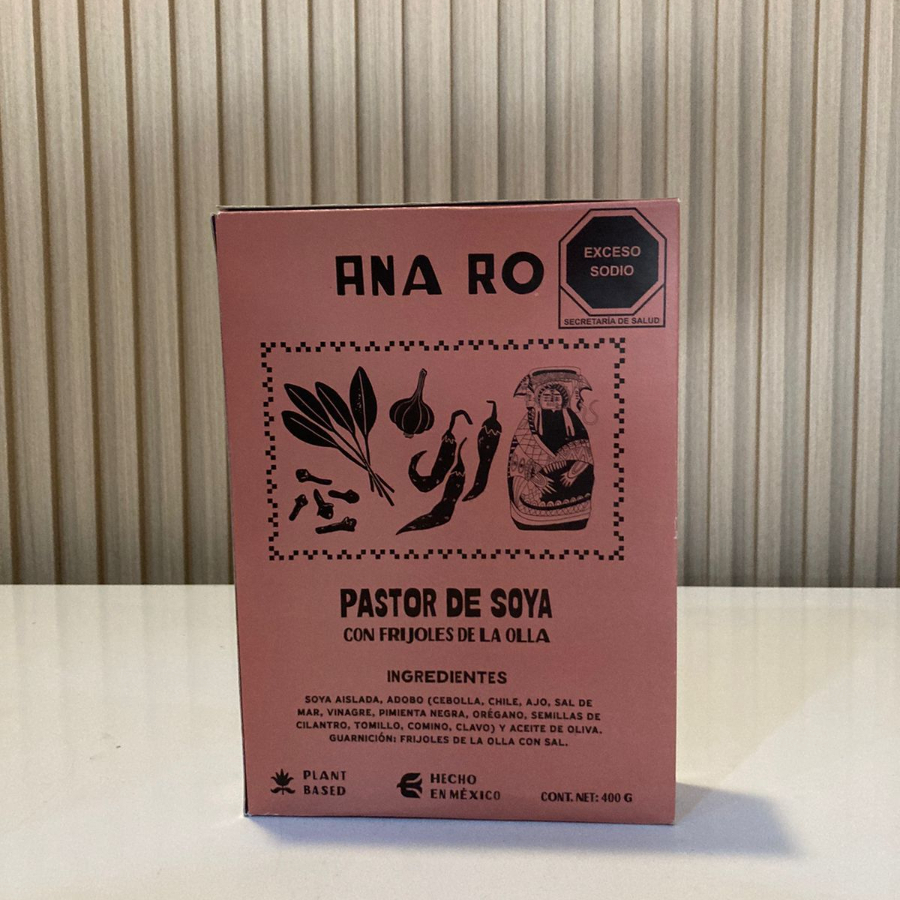 ANA RO
EXCESO
SODIO
SECRETARÍA DE SALUD
PASTOR DE SOYA
CON FRIJOLES DE LA OLLA
INGREDIENTES
SOYA AISLADA, ADOBO (CEBOLLA, CHILE, AJO, SAL DE
MAR, VINAGRE, PIMIENTA NEGRA, ORÉGANO, SEMILLAS DE
CILANTRO, TOMILLO, COMINO, CLAVO) Y ACEITE DE OLIVA.
GUARNICIÓN: FRIJOLES DE LA OLLA CON SAL.
PLANT
BASED
HECHO
EN MÉXICO
CONT. NET: 400 G